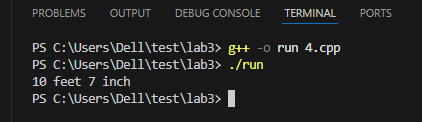 PROBLEMS OUTPUT DEBUG CONSOLE TERMINAL PORTS
PS C:\Users\Dell\test\lab3> g++ -o run 4.cpp
PS C:\Users\Dell\test\lab3> ./run
10 feet 7 inch
PS C:\Users\Dell\test\lab3>